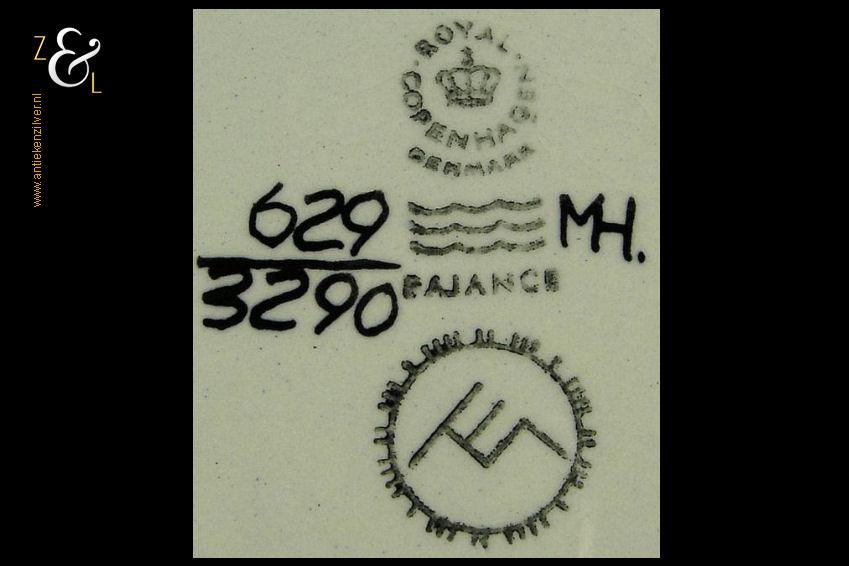 Z & L
www.antiekenzilver.nl
ROYAL
COPENHAGEN
DENMARK
629
3290
MH.
FAJANCE